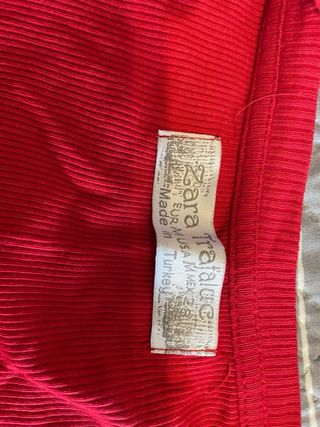 Zara Trafaluc
EUR M USA M MEX 28
Made in Turkey